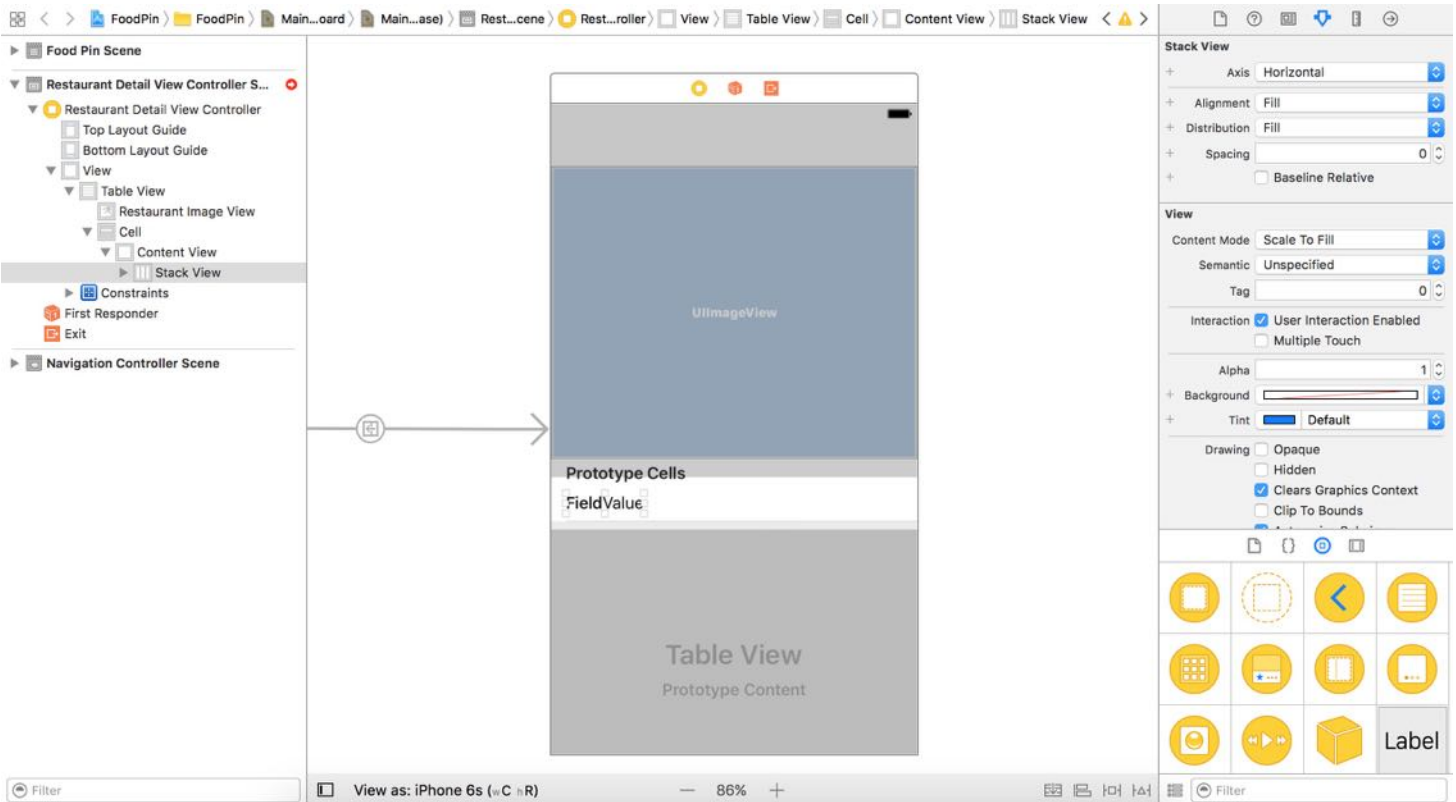 FoodPin FoodPin Main...oard Main...ase) Rest...cene Rest...roller View Table View Cell Content View Stack View
Food Pin Scene
Restaurant Detail View Controller S...
Restaurant Detail View Controller
Top Layout Guide
Bottom Layout Guide
View
Table View
Restaurant Image View
Cell
Content View
Stack View
Constraints
First Responder
Exit
Navigation Controller Scene
Filter
UIImageView
Prototype Cells
FieldValue
Table View
Prototype Content
View as: iPhone 6s (wC hR)
— 86% +
Stack View
+ Axis Horizontal
+ Alignment Fill
+ Distribution Fill
+ Spacing 0
+ Baseline Relative
View
Content Mode Scale To Fill
Semantic Unspecified
Tag 0
Interaction User Interaction Enabled
Multiple Touch
Alpha 1
+ Background
+ Tint Default
Drawing Opaque
Hidden
Clears Graphics Context
Clip To Bounds
Label
Filter